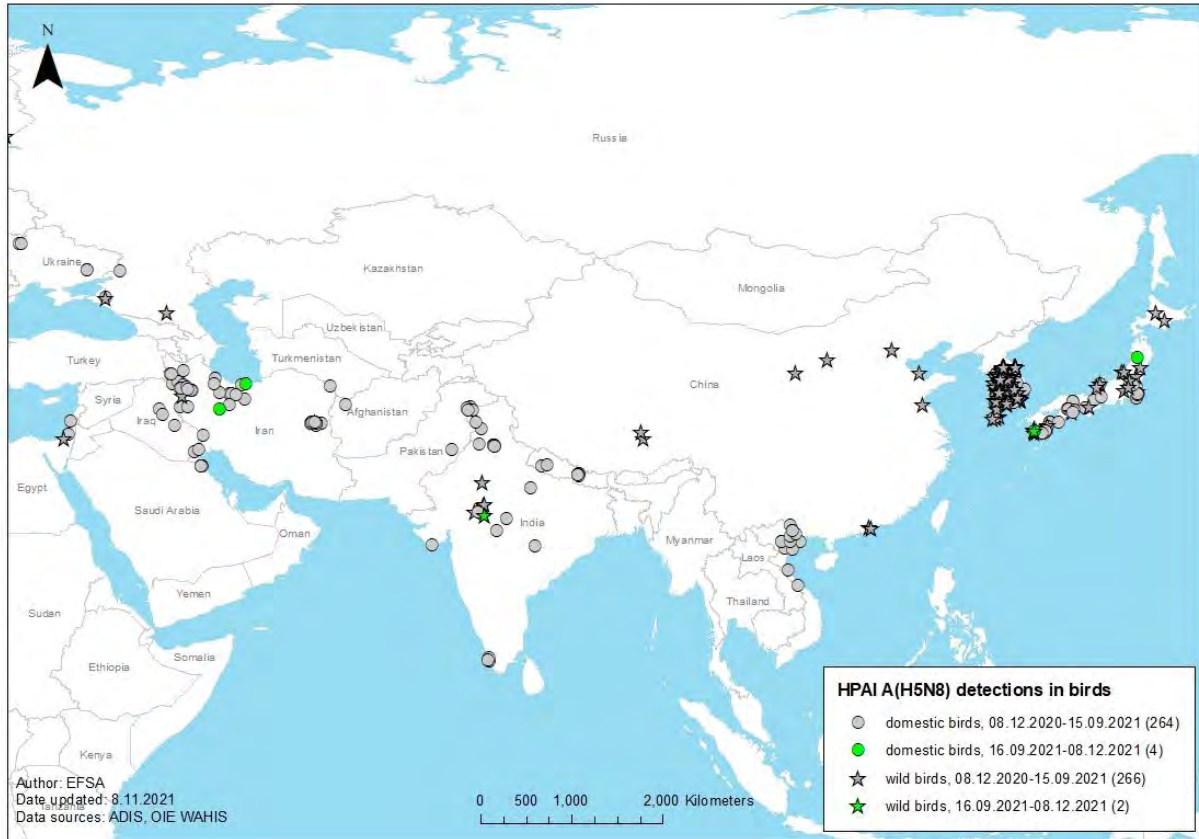 N
Russia
Ukraine
Kazakhstan
Mongolia
Uzbekistan
Turkey
Turkmenistan
Syria
China
Afghanistan
Iraq
Iran
Pakistan
Egypt
Saudi Arabia
India
Oman
Myanmar
Laos
Yemen
Thailand
Sudan
Ethiopia
Somalia
Kenya
Tanzania
HPAI A(H5N8) detections in birds
domestic birds, 08.12.2020-15.09.2021 (264)
domestic birds, 16.09.2021-08.12.2021 (4)
wild birds, 08.12.2020-15.09.2021 (266)
wild birds, 16.09.2021-08.12.2021 (2)
Author: EFSA
Date updated: 8.11.2021
Data sources: ADIS, OIE WAHIS
0 500 1,000 2,000 Kilometers